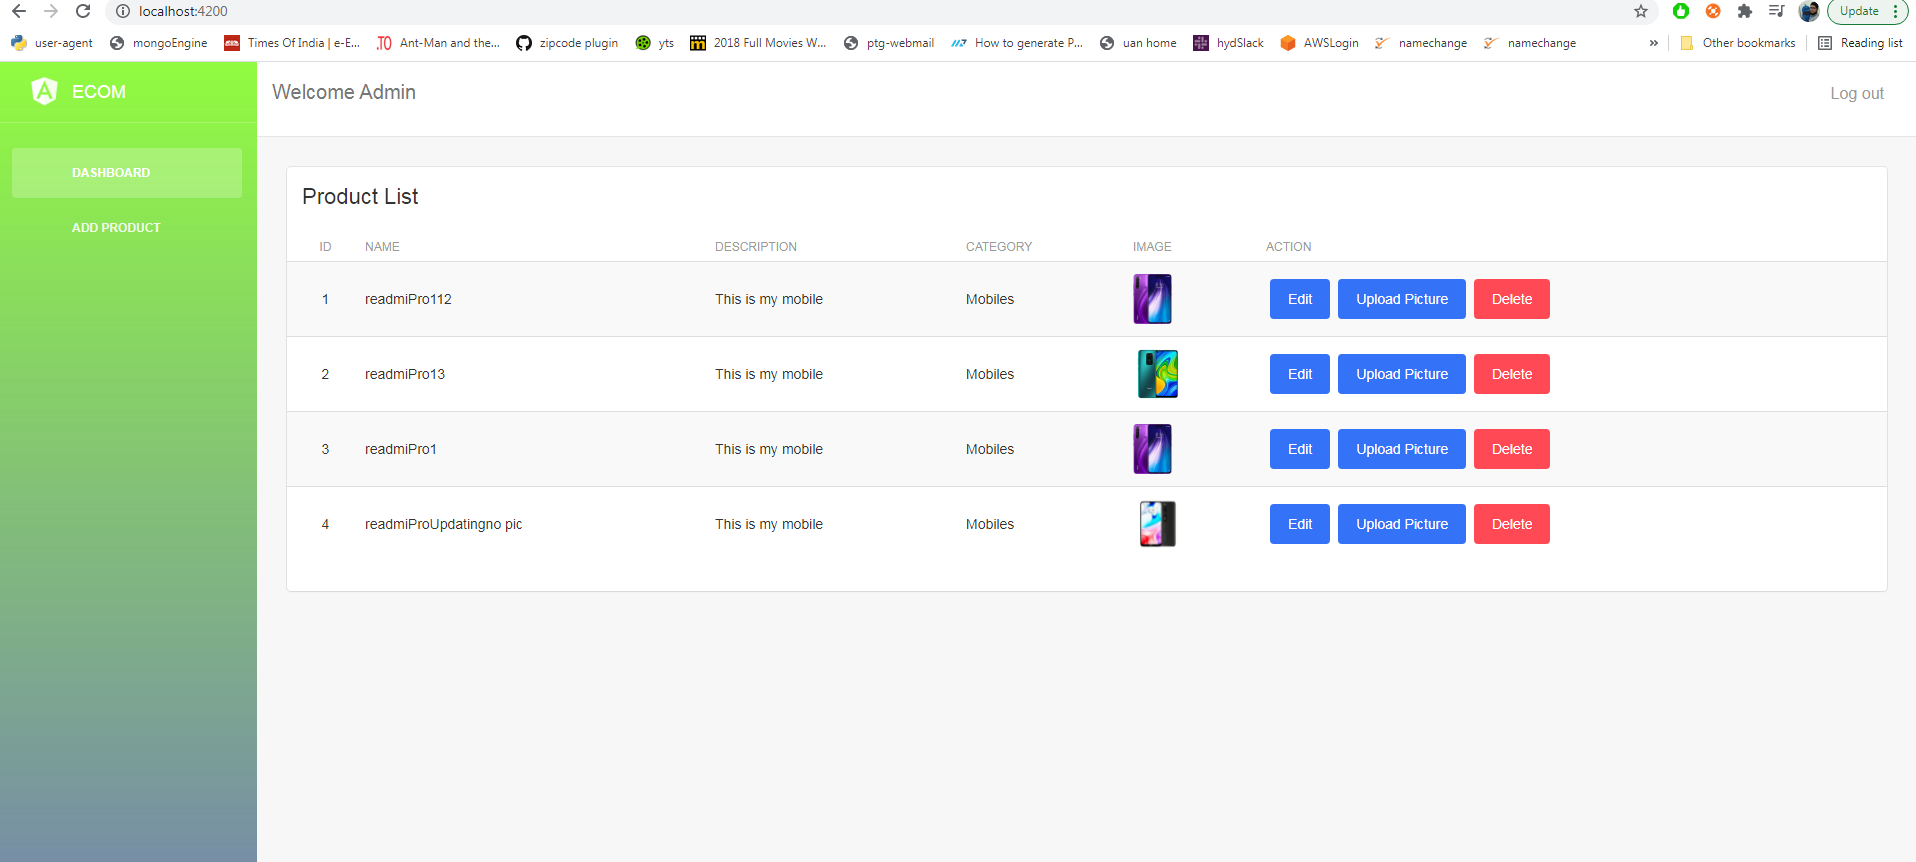 localhost:4200
Update
user-agent mongoEngine Times Of India | e-E... Ant-Man and the... zipcode plugin yts 2018 Full Movies W... ptg-webmail How to generate P... uan home hydSlack AWSLogin namechange namechange » Other bookmarks Reading list
ECOM
Welcome Admin
Log out
DASHBOARD
ADD PRODUCT
Product List
ID NAME DESCRIPTION CATEGORY IMAGE ACTION
1 readmiPro112 This is my mobile Mobiles Edit Upload Picture Delete
2 readmiPro13 This is my mobile Mobiles Edit Upload Picture Delete
3 readmiPro1 This is my mobile Mobiles Edit Upload Picture Delete
4 readmiProUpdatingno pic This is my mobile Mobiles Edit Upload Picture Delete